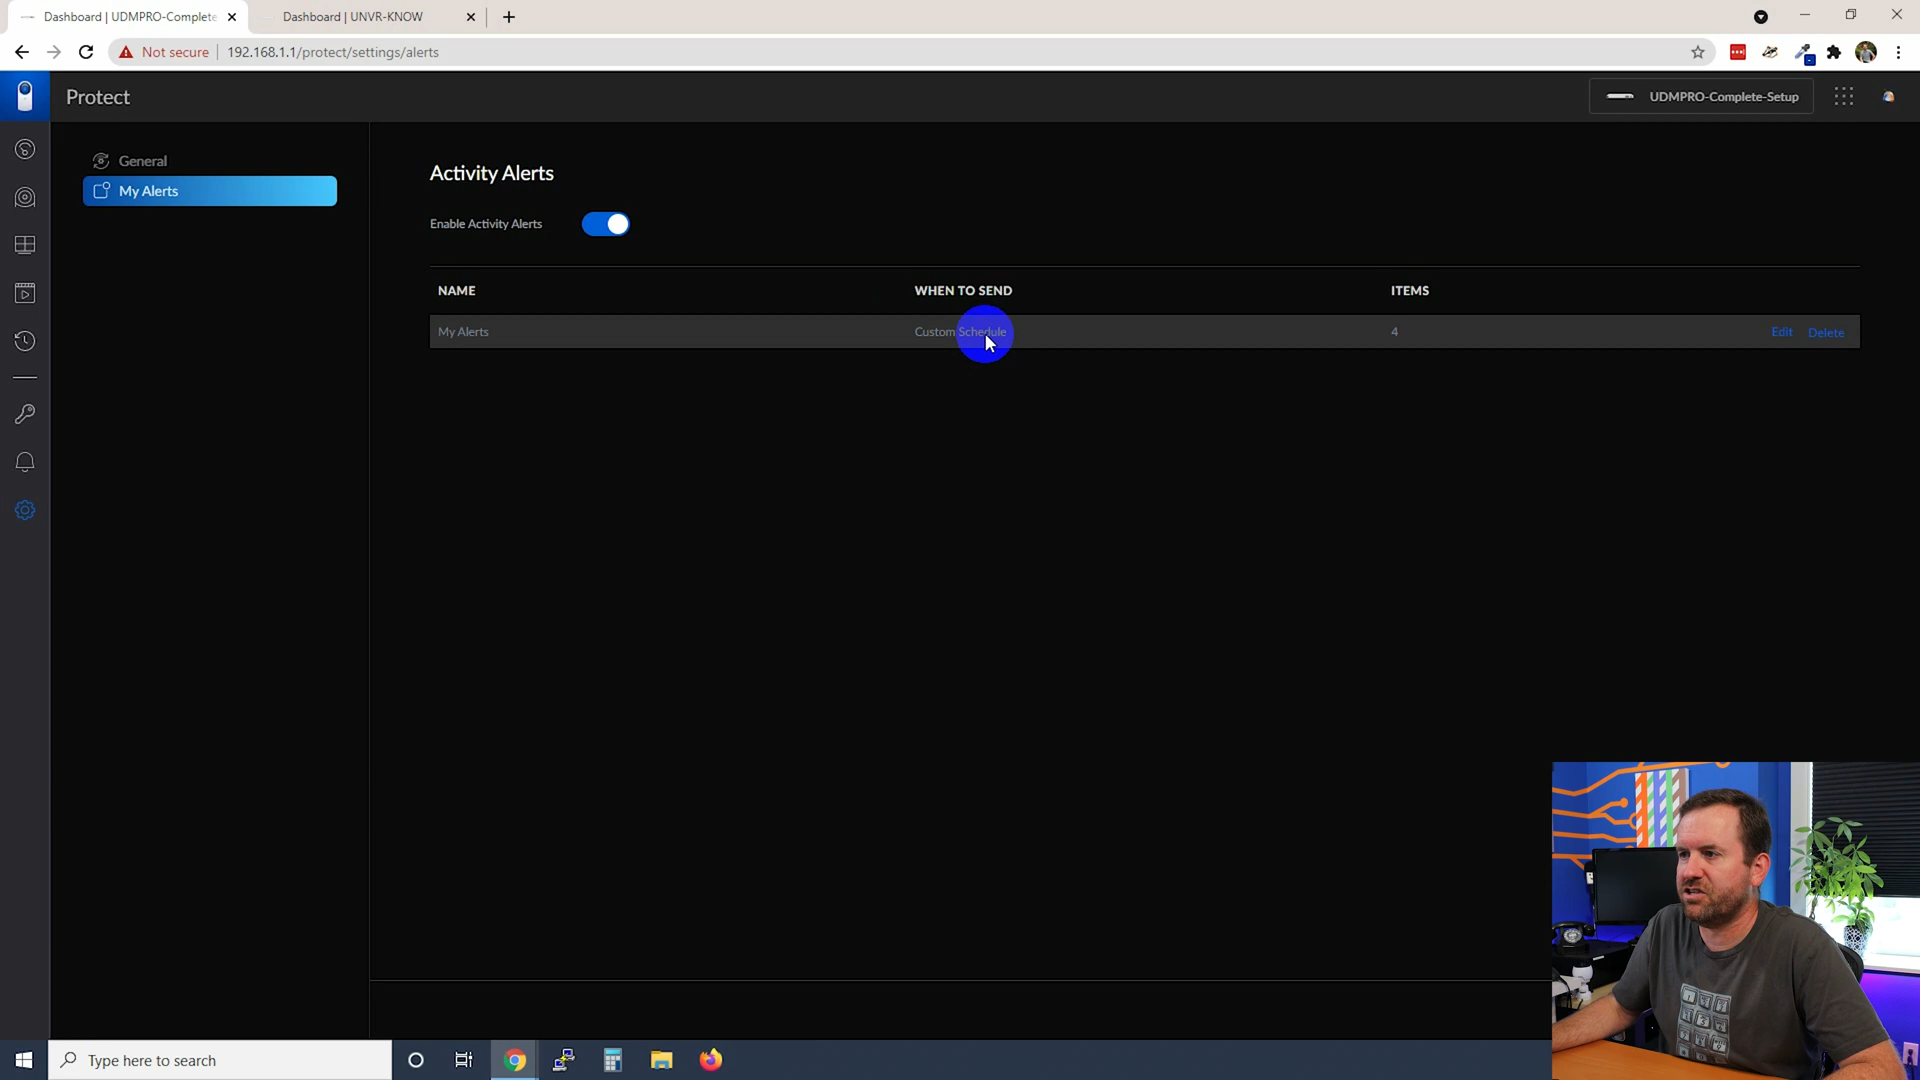 Dashboard | UDMPRO-Complete
Dashboard | UNVR-KNOW
Not secure
192.168.1.1/protect/settings/alerts
Protect
UDMPRO-Complete-Setup
General
My Alerts
Activity Alerts
Enable Activity Alerts
NAME WHEN TO SEND ITEMS
My Alerts Custom Schedule 4 Edit Delete
Type here to search